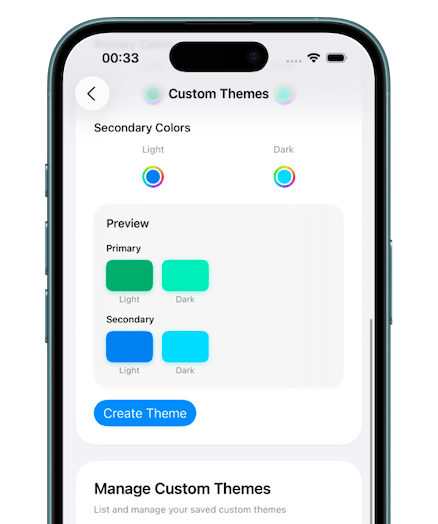 00:33
Custom Themes
Secondary Colors
Light Dark
Preview
Primary
Light Dark
Secondary
Light Dark
Create Theme
Manage Custom Themes
List and manage your saved custom themes